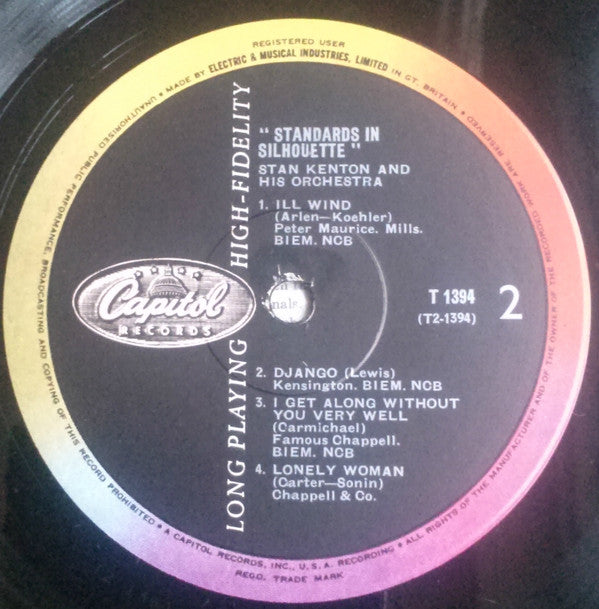 REGISTERED USER
UNAUTHORISED PUBLIC PERFORMANCE, BROADCASTING AND COPYING OF THIS RECORD PROHIBITED • MADE BY ELECTRIC & MUSICAL INDUSTRIES, LIMITED IN GT. BRITAIN. • ALL RIGHTS OF THE MANUFACTURER AND OF THE OWNER OF THE RECORDED WORK ARE RESERVED
• A CAPITOL RECORDS, INC., U.S.A. RECORDING •
REGD. TRADE MARK
LONG PLAYING HIGH-FIDELITY
Capitol
RECORDS
" STANDARDS IN
SILHOUETTE "
STAN KENTON AND
HIS ORCHESTRA
1. ILL WIND
(Arlen—Koehler)
Peter Maurice. Mills.
BIEM. NCB
T 1394
(T2-1394)
2
2. DJANGO (Lewis)
Kensington. BIEM. NCB
3. I GET ALONG WITHOUT
YOU VERY WELL
(Carmichael)
Famous Chappell.
BIEM. NCB
4. LONELY WOMAN
(Carter—Sonin)
Chappell & Co.